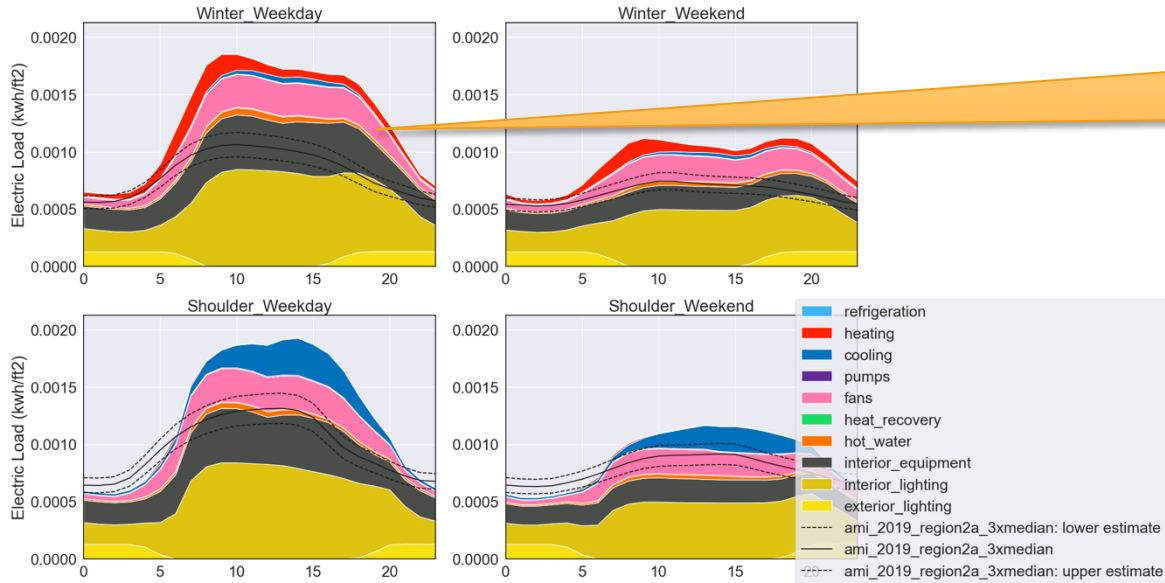 Winter_Weekday
Winter_Weekend
Electric Load (kwh/ft2)
0.0020
0.0015
0.0010
0.0005
0.0000
0 5 10 15 20
0.0020
0.0015
0.0010
0.0005
0.0000
0 5 10 15 20
Shoulder_Weekday
Shoulder_Weekend
Electric Load (kwh/ft2)
0.0020
0.0015
0.0010
0.0005
0.0000
0 5 10 15 20
0.0020
0.0015
0.0010
0.0005
0.0000
0 5 10 15 20
refrigeration
heating
cooling
pumps
fans
heat_recovery
hot_water
interior_equipment
interior_lighting
exterior_lighting
ami_2019_region2a_3xmedian: lower estimate
ami_2019_region2a_3xmedian
ami_2019_region2a_3xmedian: upper estimate